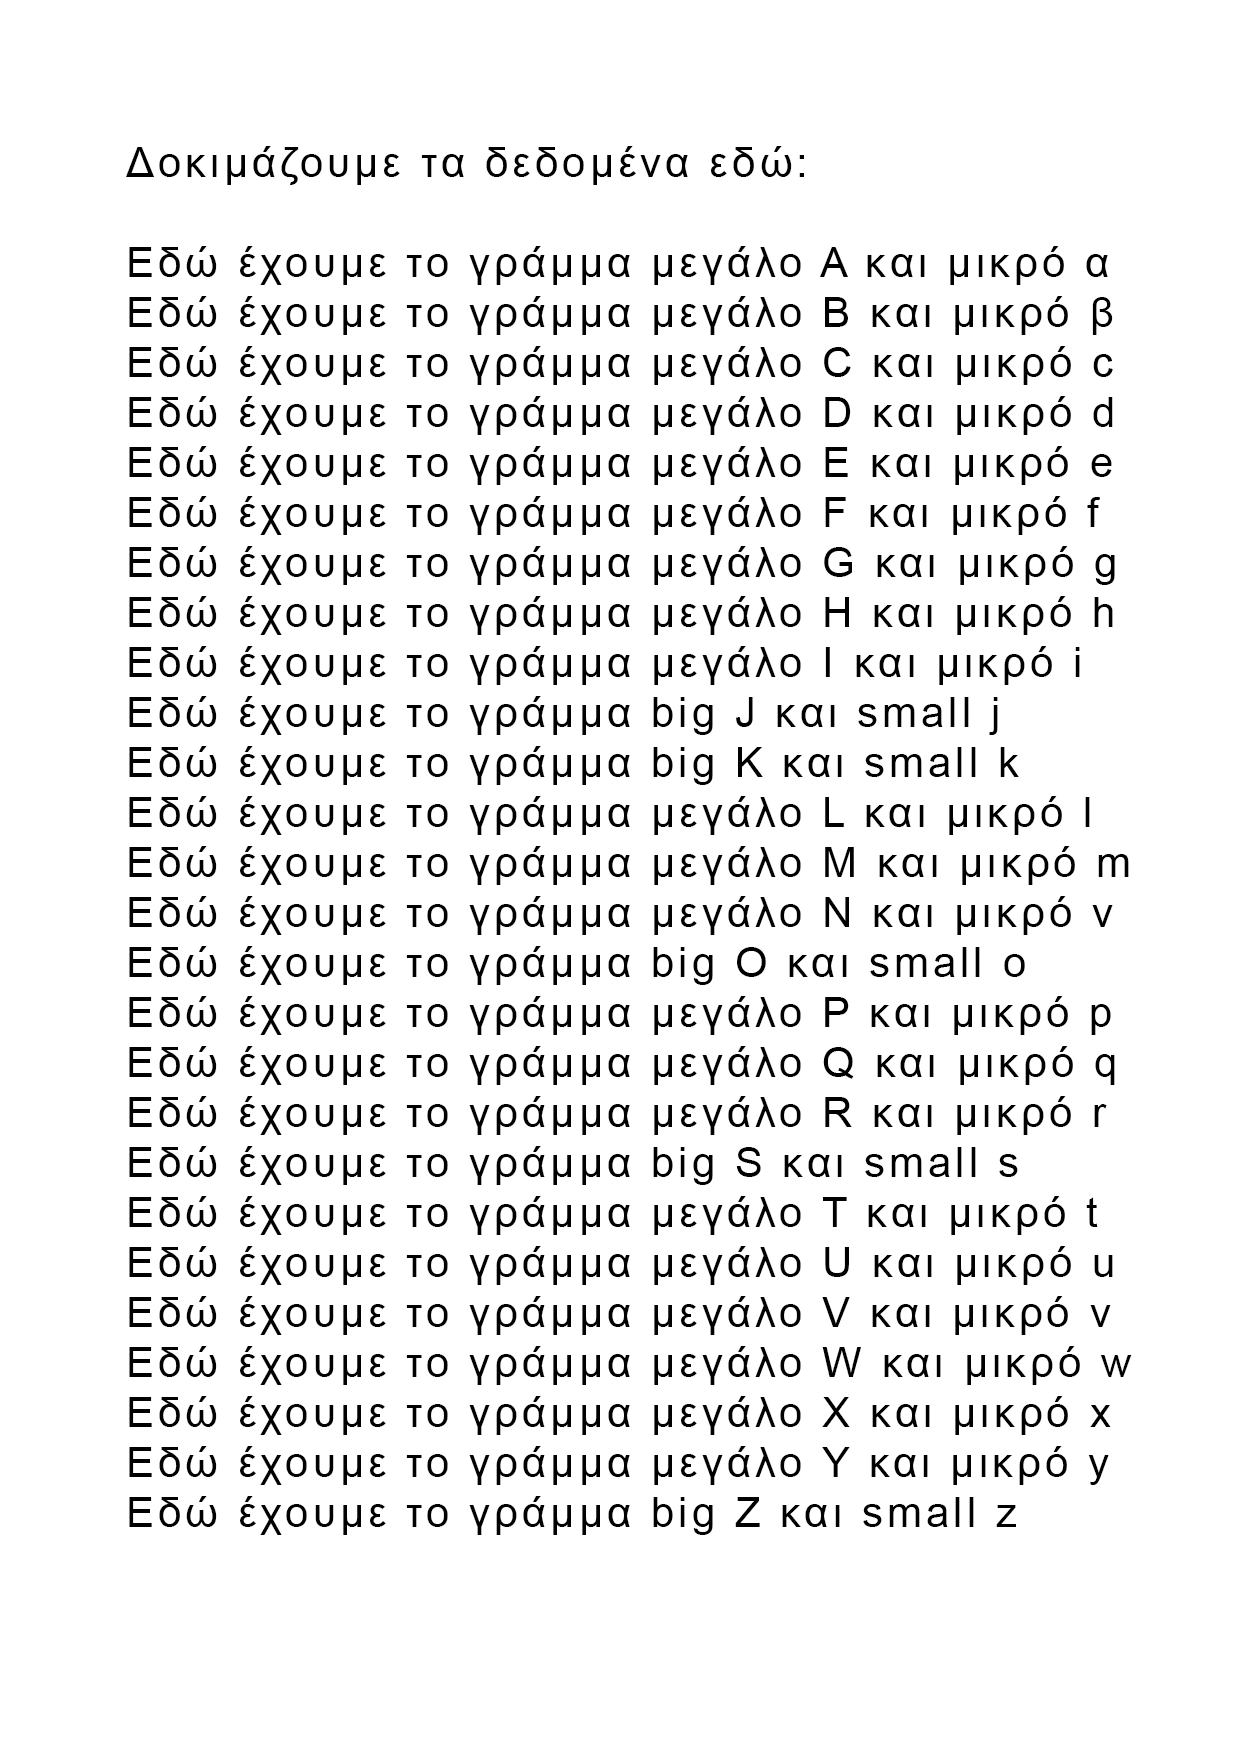 Δοκιμάζουμε τα δεδομένα εδώ:
Εδώ έχουμε το γράμμα μεγάλο Α και μικρό α
Εδώ έχουμε το γράμμα μεγάλο Β και μικρό β
Εδώ έχουμε το γράμμα μεγάλο C και μικρό c
Εδώ έχουμε το γράμμα μεγάλο D και μικρό d
Εδώ έχουμε το γράμμα μεγάλο E και μικρό e
Εδώ έχουμε το γράμμα μεγάλο F και μικρό f
Εδώ έχουμε το γράμμα μεγάλο G και μικρό g
Εδώ έχουμε το γράμμα μεγάλο H και μικρό h
Εδώ έχουμε το γράμμα μεγάλο I και μικρό i
Εδώ έχουμε το γράμμα big J και small j
Εδώ έχουμε το γράμμα big K και small k
Εδώ έχουμε το γράμμα μεγάλο L και μικρό l
Εδώ έχουμε το γράμμα μεγάλο M και μικρό m
Εδώ έχουμε το γράμμα μεγάλο Ν και μικρό ν
Εδώ έχουμε το γράμμα big O και small o
Εδώ έχουμε το γράμμα μεγάλο P και μικρό p
Εδώ έχουμε το γράμμα μεγάλο Q και μικρό q
Εδώ έχουμε το γράμμα μεγάλο R και μικρό r
Εδώ έχουμε το γράμμα big S και small s
Εδώ έχουμε το γράμμα μεγάλο T και μικρό t
Εδώ έχουμε το γράμμα μεγάλο U και μικρό u
Εδώ έχουμε το γράμμα μεγάλο V και μικρό v
Εδώ έχουμε το γράμμα μεγάλο W και μικρό w
Εδώ έχουμε το γράμμα μεγάλο X και μικρό x
Εδώ έχουμε το γράμμα μεγάλο Y και μικρό y
Εδώ έχουμε το γράμμα big Z και small z